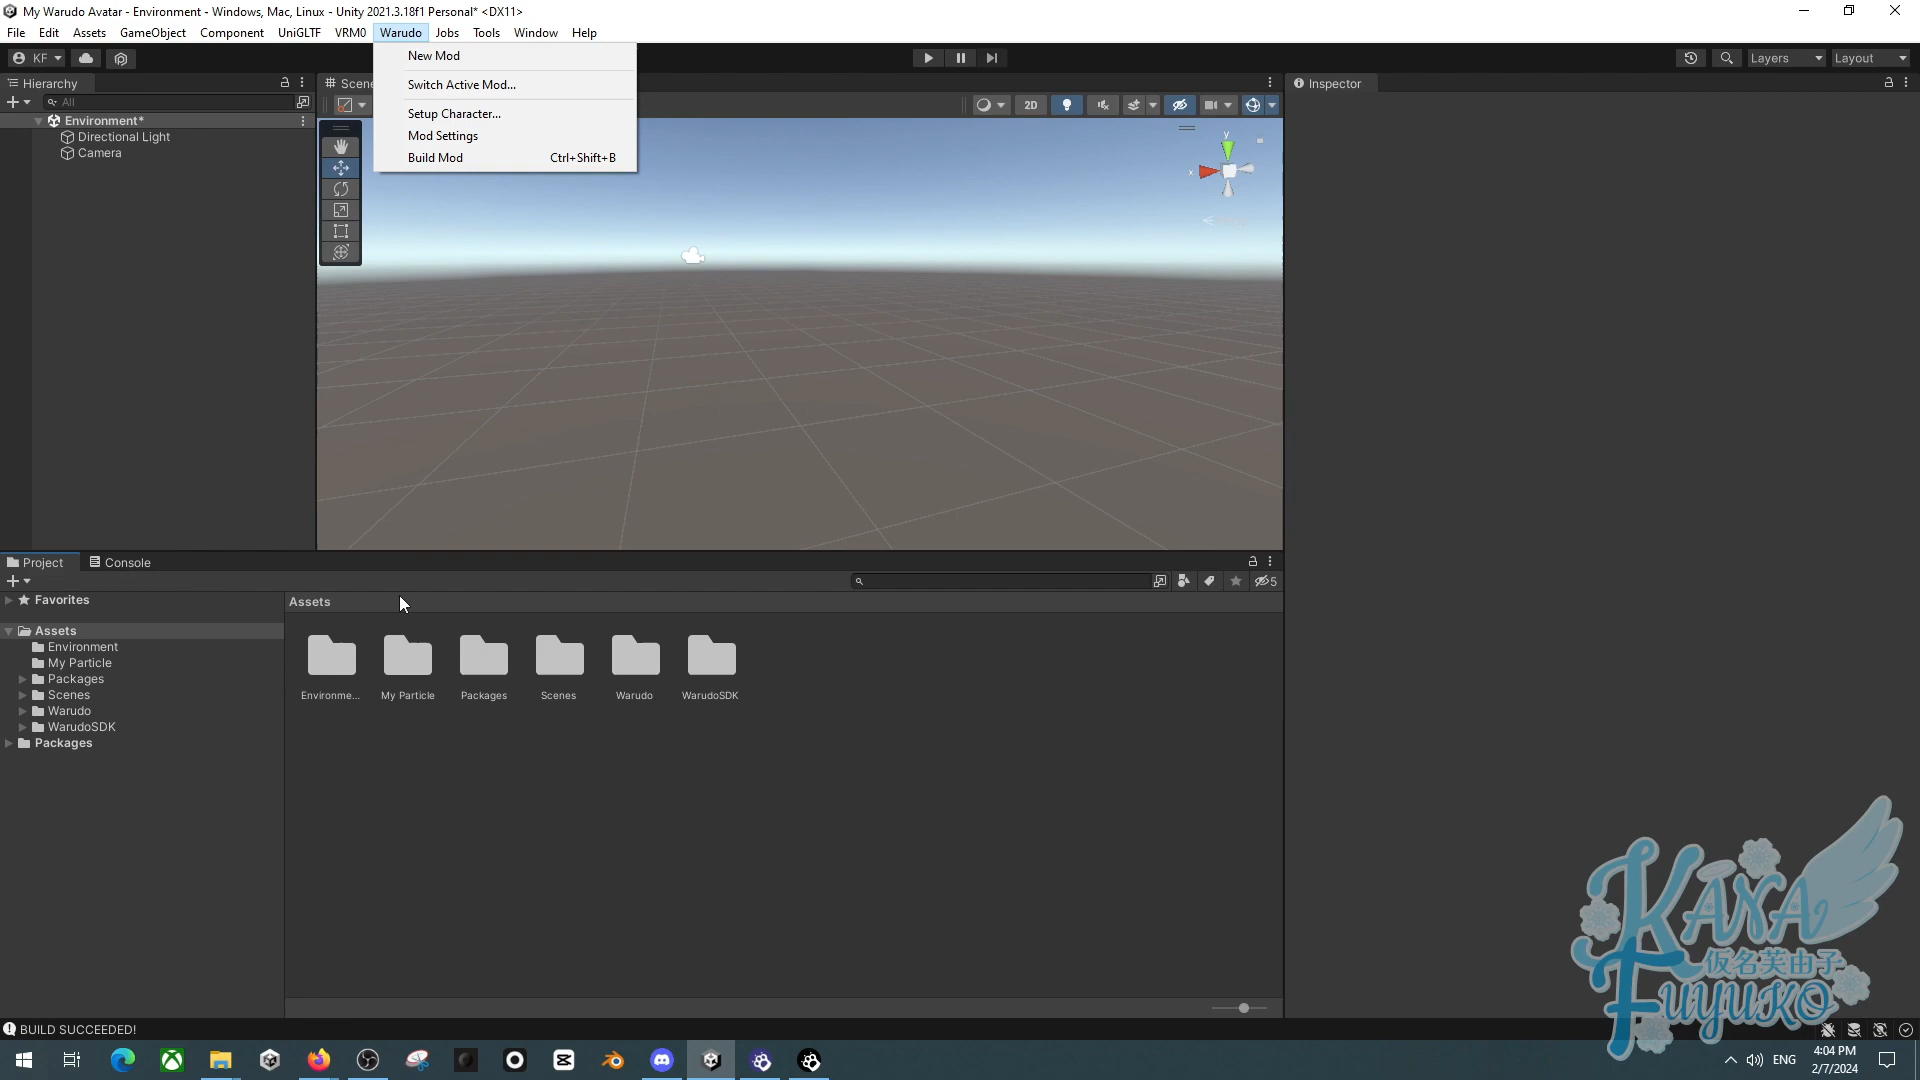 My Warudo Avatar - Environment - Windows, Mac, Linux - Unity 2021.3.18f1 Personal* <DX11>
File Edit Assets GameObject Component UniGLTF VRM0 Warudo Jobs Tools Window Help
KF
New Mod
Switch Active Mod...
Setup Character...
Mod Settings
Build Mod Ctrl+Shift+B
Layers
Layout
Hierarchy
All
Environment*
Directional Light
Camera
Scene
2D
y
x
Inspector
Project
Console
5
Favorites
Assets
Environment
My Particle
Packages
Scenes
Warudo
WarudoSDK
Packages
Assets
Environme...
My Particle
Packages
Scenes
Warudo
WarudoSDK
KANA
仮名芙由子
FUYUKO
BUILD SUCCEEDED!
ENG
4:04 PM
2/7/2024